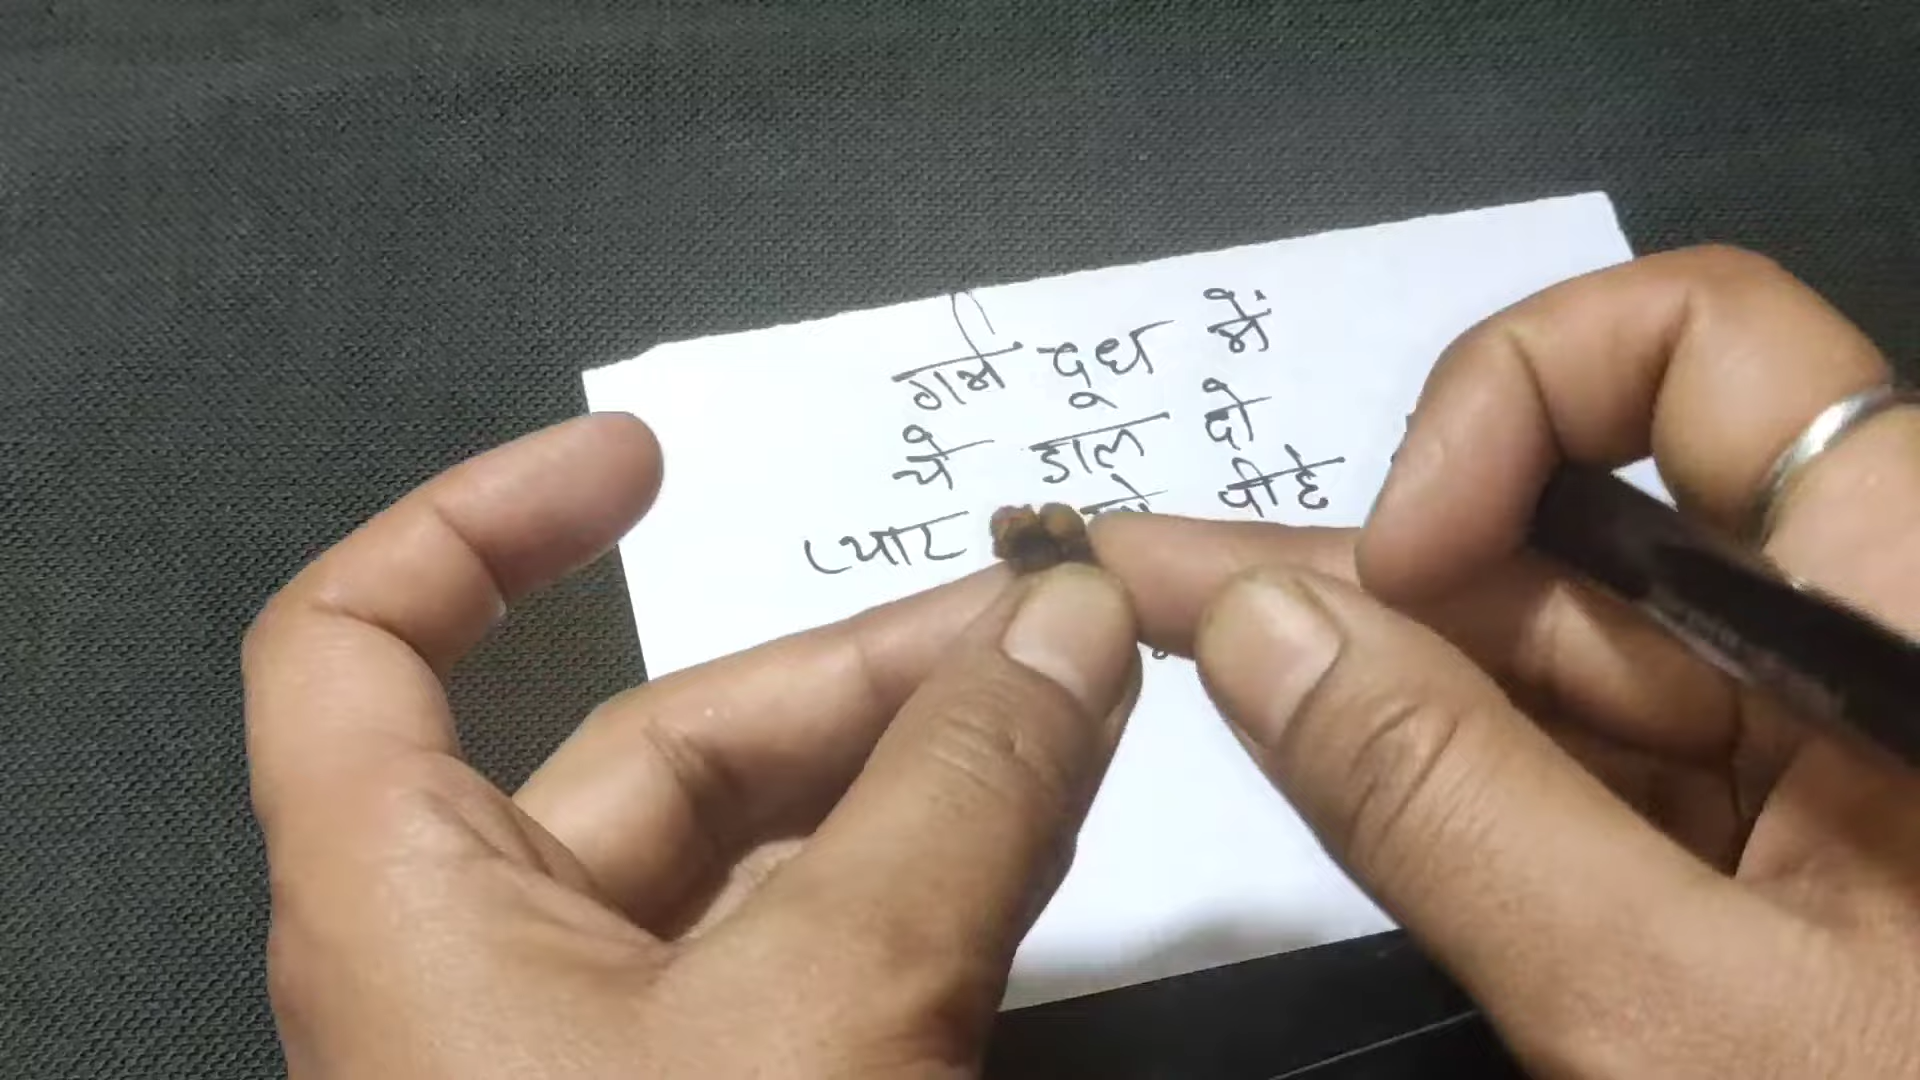 गर्म दूध में
ये डाल दो
प्यार पीछे